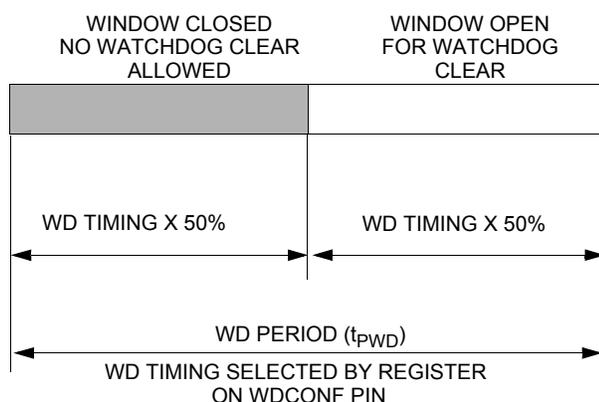 WINDOW CLOSED
NO WATCHDOG CLEAR
ALLOWED
WINDOW OPEN
FOR WATCHDOG
CLEAR
WD TIMING X 50%
WD TIMING X 50%
WD PERIOD (tPWD)
WD TIMING SELECTED BY REGISTER
ON WDCONF PIN